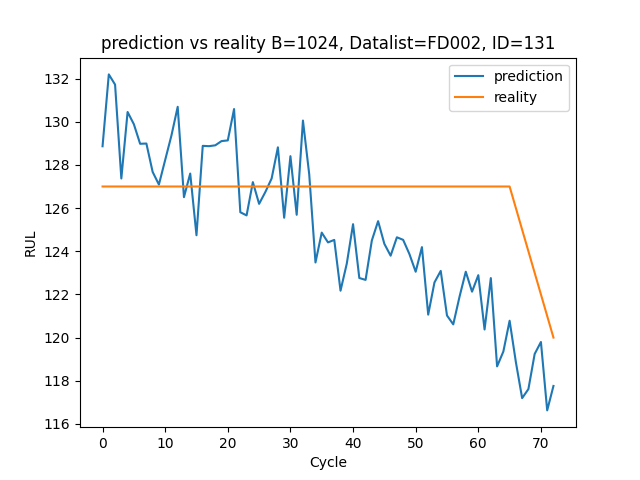 prediction vs reality B=1024, Datalist=FD002, ID=131
prediction
reality
RUL
132
130
128
126
124
122
120
118
116
0 10 20 30 40 50 60 70
Cycle